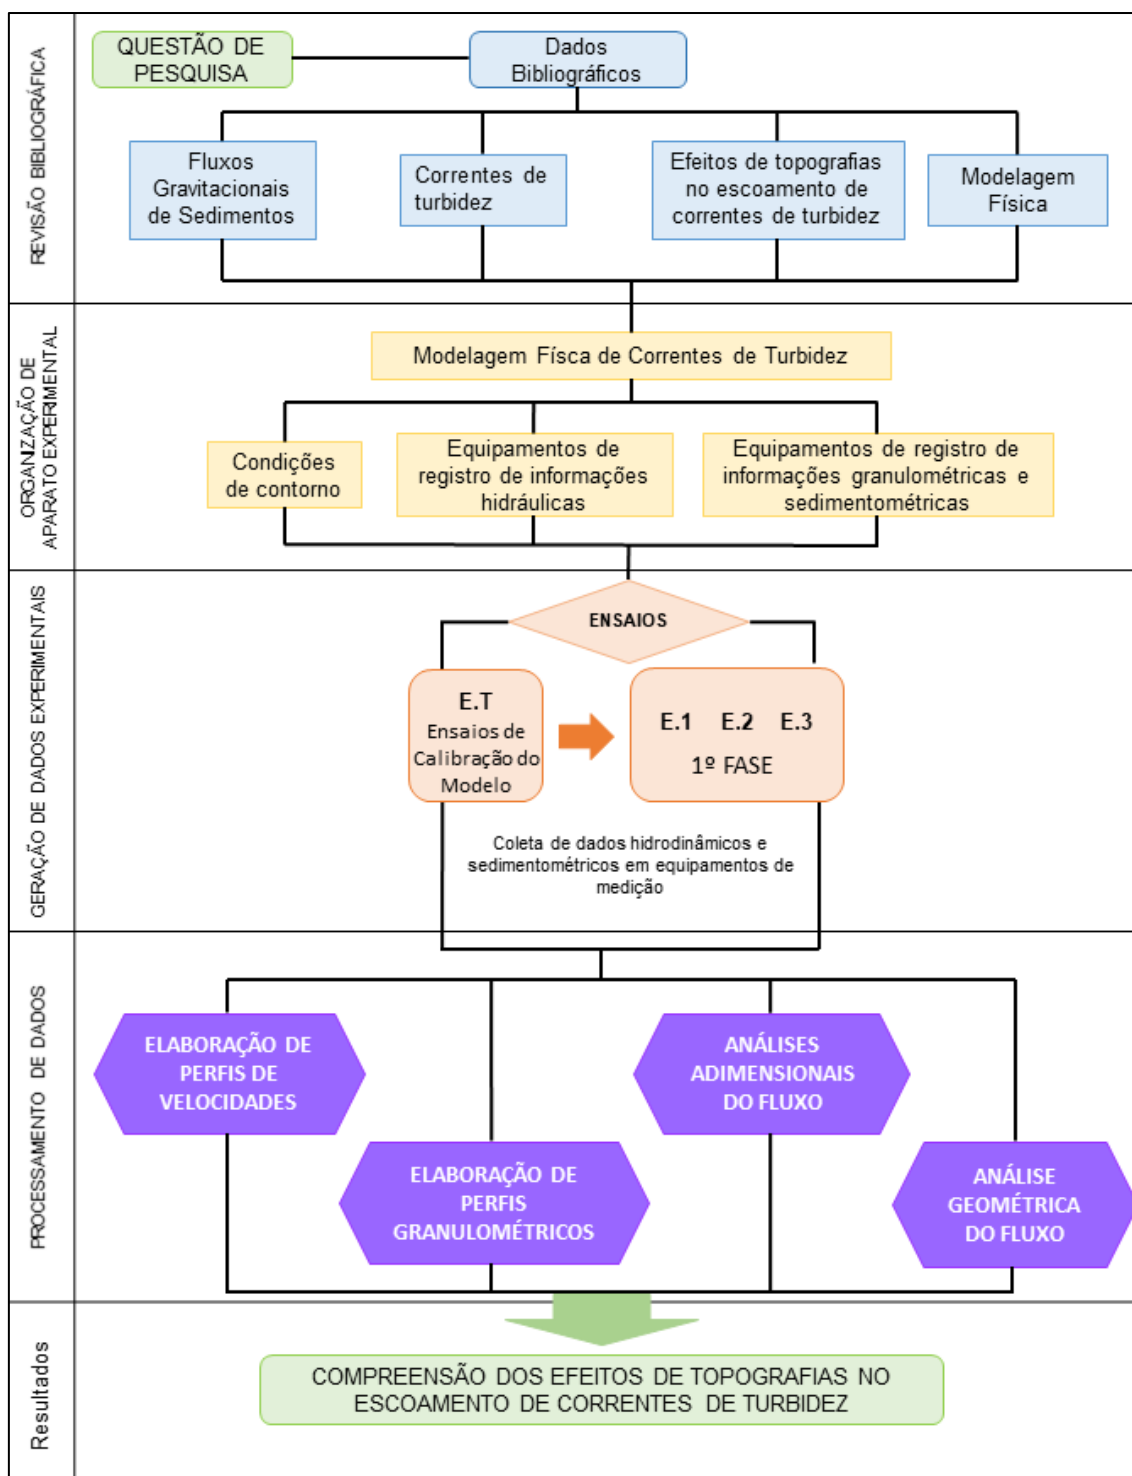 REVISÃO BIBLIOGRÁFICA
QUESTÃO DE
PESQUISA
Dados
Bibliográficos
Fluxos
Gravitacionais
de Sedimentos
Correntes de
turbidez
Efeitos de topografias
no escoamento de
correntes de turbidez
Modelagem
Física
ORGANIZAÇÃO DE
APARATO EXPERIMENTAL
Modelagem Físca de Correntes de Turbidez
Condições
de contorno
Equipamentos de
registro de informações
hidráulicas
Equipamentos de registro de
informações granulométricas e
sedimentométricas
GERAÇÃO DE DADOS EXPERIMENTAIS
ENSAIOS
E.T
Ensaios de
Calibração do
Modelo
E.1 E.2 E.3
1º FASE
Coleta de dados hidrodinâmicos e
sedimentométricos em equipamentos de
medição
PROCESSAMENTO DE DADOS
ELABORAÇÃO DE
PERFIS DE
VELOCIDADES
ELABORAÇÃO DE
PERFIS
GRANULOMÉTRICOS
ANÁLISES
ADIMENSIONAIS
DO FLUXO
ANÁLISE
GEOMÉTRICA
DO FLUXO
Resultados
COMPREENSÃO DOS EFEITOS DE TOPOGRAFIAS NO
ESCOAMENTO DE CORRENTES DE TURBIDEZ